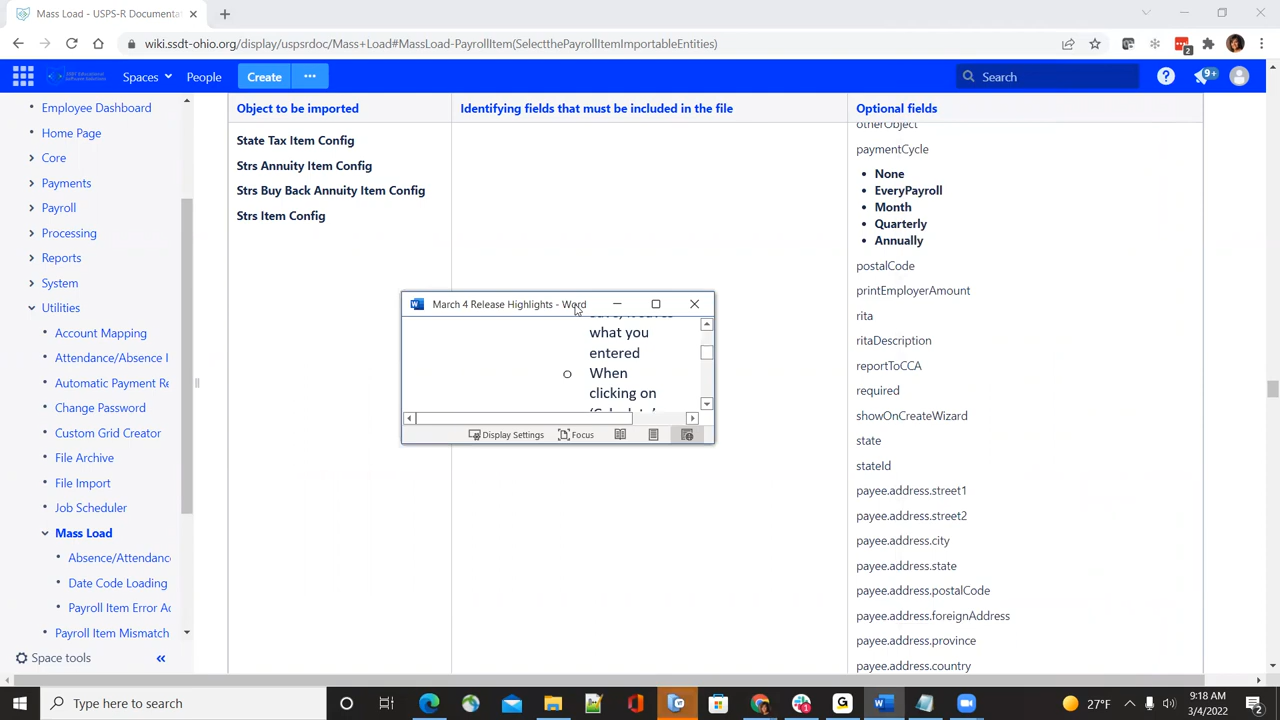 Mass Load - USPS-R Documenta
wiki.ssdt-ohio.org/display/uspsrdoc/Mass+Load#MassLoad-PayrollItem(SelectthePayrollItemImportableEntities)
2
Spaces
People
Create
Search
9+
Employee Dashboard
Home Page
Core
Payments
Payroll
Processing
Reports
System
Utilities
Account Mapping
Attendance/Absence I
Automatic Payment Re
Change Password
Custom Grid Creator
File Archive
File Import
Job Scheduler
Mass Load
Absence/Attendanc
Date Code Loading
Payroll Item Error Ac
Payroll Item Mismatch
Space tools
Object to be imported
Identifying fields that must be included in the file
Optional fields
State Tax Item Config
Strs Annuity Item Config
Strs Buy Back Annuity Item Config
Strs Item Config
otherObject
paymentCycle
None
EveryPayroll
Month
Quarterly
Annually
postalCode
printEmployerAmount
rita
ritaDescription
reportToCCA
required
showOnCreateWizard
state
stateId
payee.address.street1
payee.address.street2
payee.address.city
payee.address.state
payee.address.postalCode
payee.address.foreignAddress
payee.address.province
payee.address.country
March 4 Release Highlights - Word
save, it leaves
what you
entered
o When
clicking on
'Calculate'
Display Settings
Focus
Type here to search
27°F
9:18 AM
3/4/2022
2